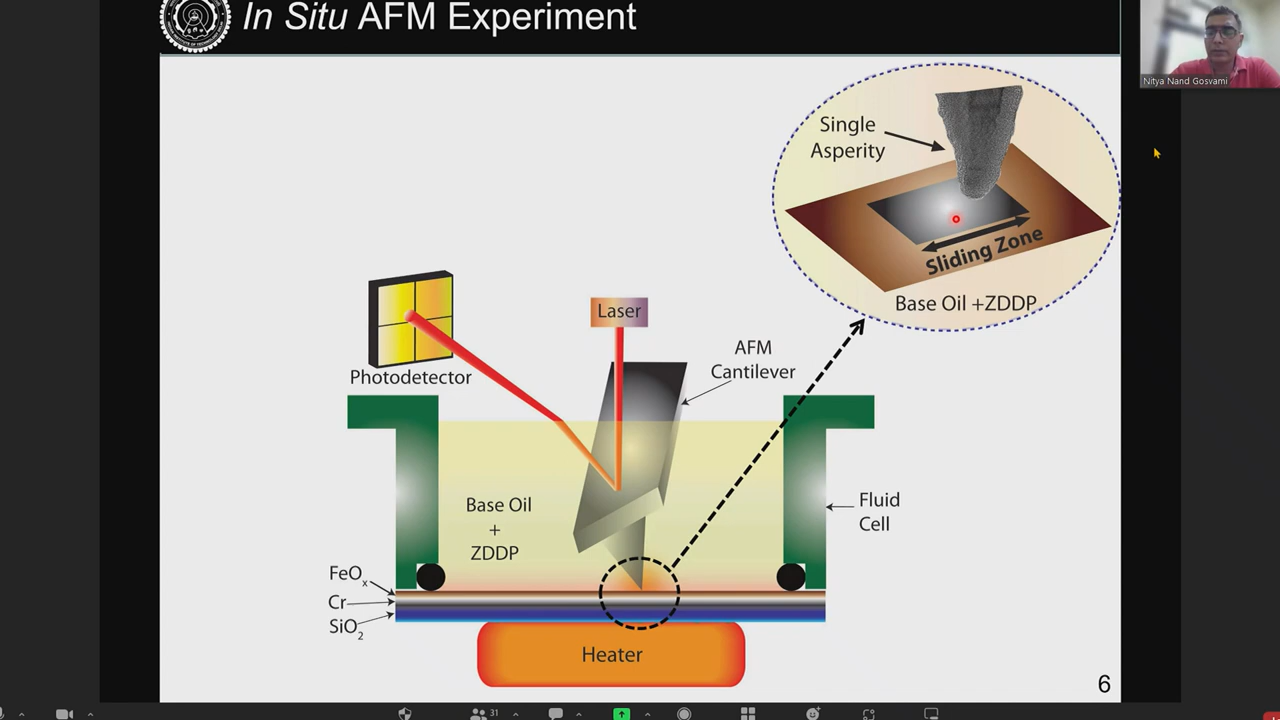 In Situ AFM Experiment
Nitya Nand Gosvami
Single
Asperity
Sliding Zone
Base Oil +ZDDP
Laser
Photodetector
AFM
Cantilever
Base Oil
+
ZDDP
Fluid
Cell
FeOx
Cr
SiO2
Heater
6
31